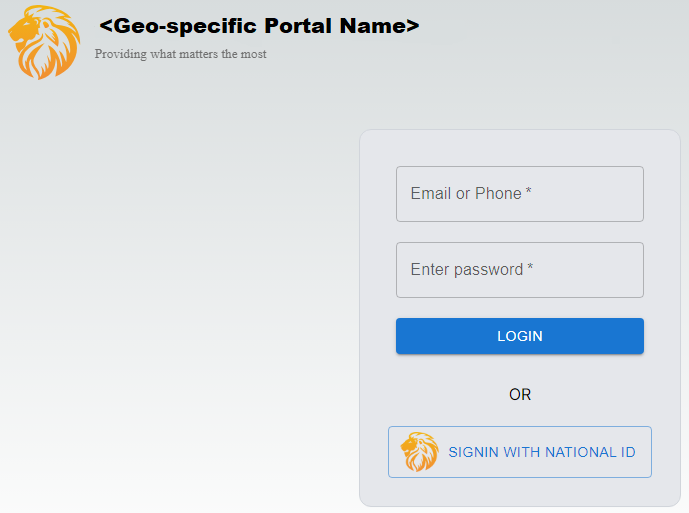 <Geo-specific Portal Name>
Providing what matters the most
Email or Phone *
Enter password *
LOGIN
OR
SIGNIN WITH NATIONAL ID